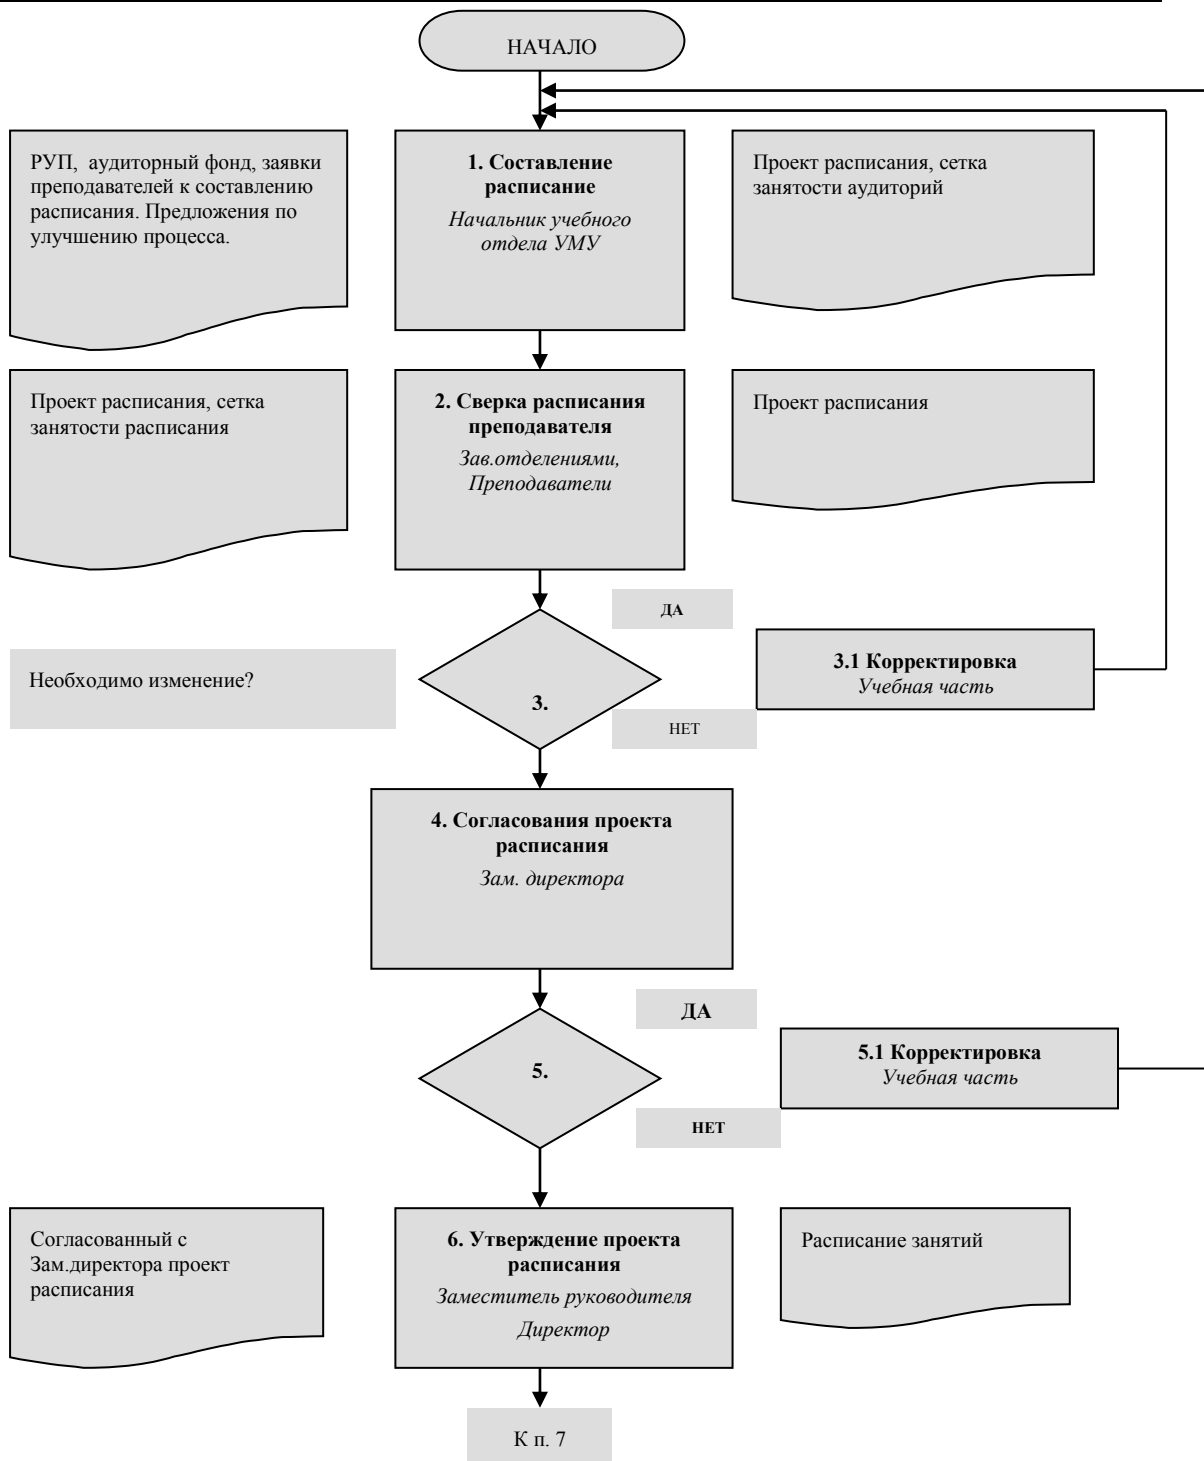 НАЧАЛО
РУП, аудиторный фонд, заявки
преподавателей к составлению
расписания. Предложения по
улучшению процесса.
1. Составление
расписание
Начальник учебного
отдела УМУ
Проект расписания, сетка
занятости аудиторий
Проект расписания, сетка
занятости расписания
2. Сверка расписания
преподавателя
Зав.отделениями,
Преподаватели
Проект расписания
ДА
Необходимо изменение?
3.
3.1 Корректировка
Учебная часть
НЕТ
4. Согласования проекта
расписания
Зам. директора
ДА
5.
5.1 Корректировка
Учебная часть
НЕТ
Согласованный с
Зам.директора проект
расписания
6. Утверждение проекта
расписания
Заместитель руководителя
Директор
Расписание занятий
К п. 7